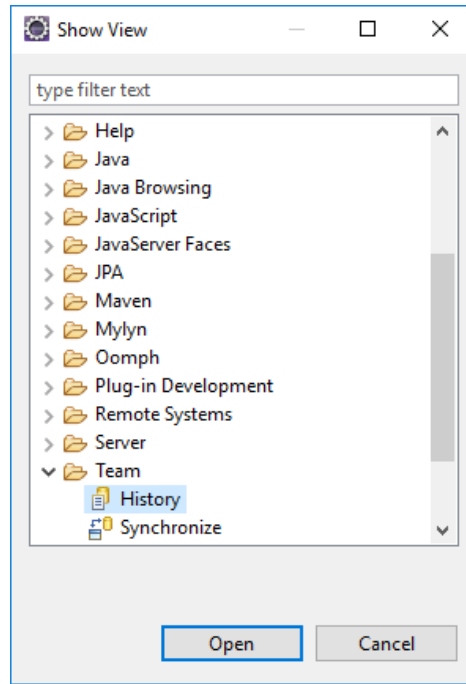 Show View
type filter text
Help
Java
Java Browsing
JavaScript
JavaServer Faces
JPA
Maven
Mylyn
Oomph
Plug-in Development
Remote Systems
Server
Team
History
Synchronize
Open Cancel